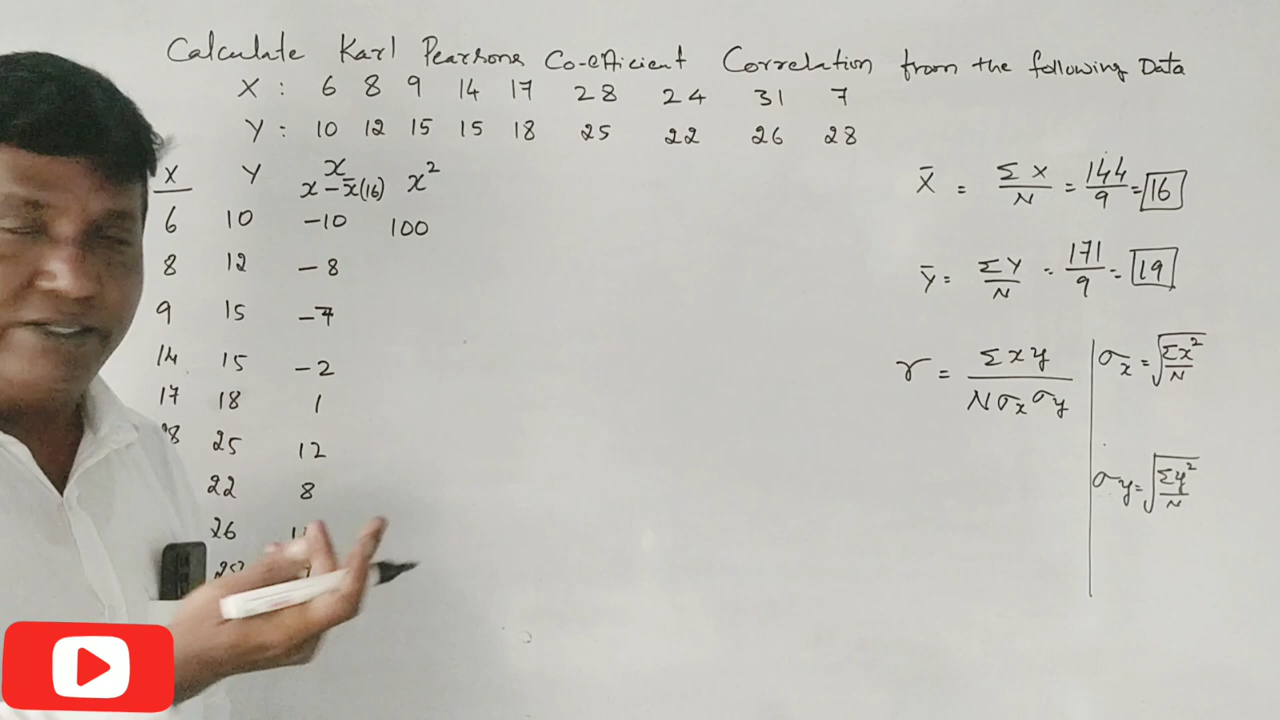 Calculate Karl Pearsons Co-efficient Correlation from the following Data
X : 6 8 9 14 17 28 24 31 7
Y : 10 12 15 15 18 25 22 26 28
X Y x x²
x - x̄(16)
6 10 -10 100
8 12 -8
9 15 -7
14 15 -2
17 18 1
28 25 12
22 8
26
X̄ = ΣX/N = 144/9 = 16
Ȳ = ΣY/N = 171/9 = 19
r = Σxy / Nσxσy
σx = √Σx²/N
σy = √Σy²/N